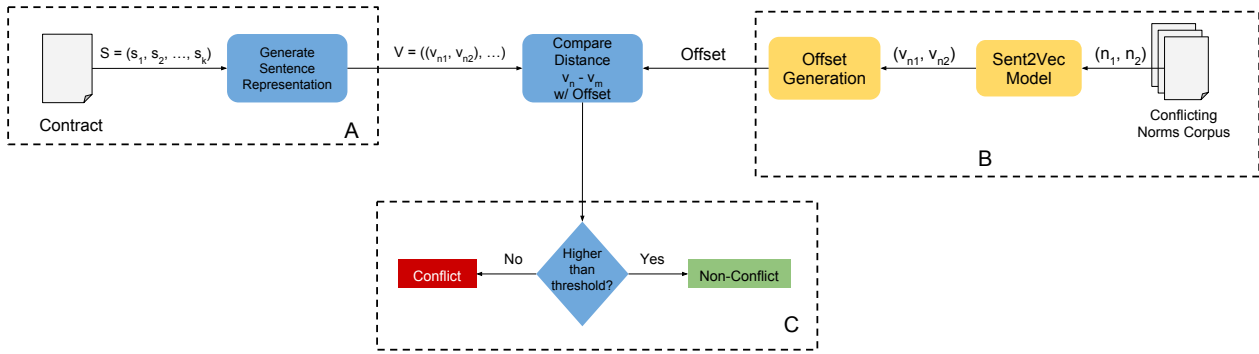 S = (s1, s2, …, sk)
Contract
A
Generate
Sentence
Representation
V = ((vn1, vn2), …)
Compare
Distance
vn - vm
w/ Offset
Offset
Offset
Generation
(vn1, vn2)
Sent2Vec
Model
(n1, n2)
Conflicting
Norms Corpus
B
Higher
than
threshold?
No
Conflict
Yes
Non-Conflict
C